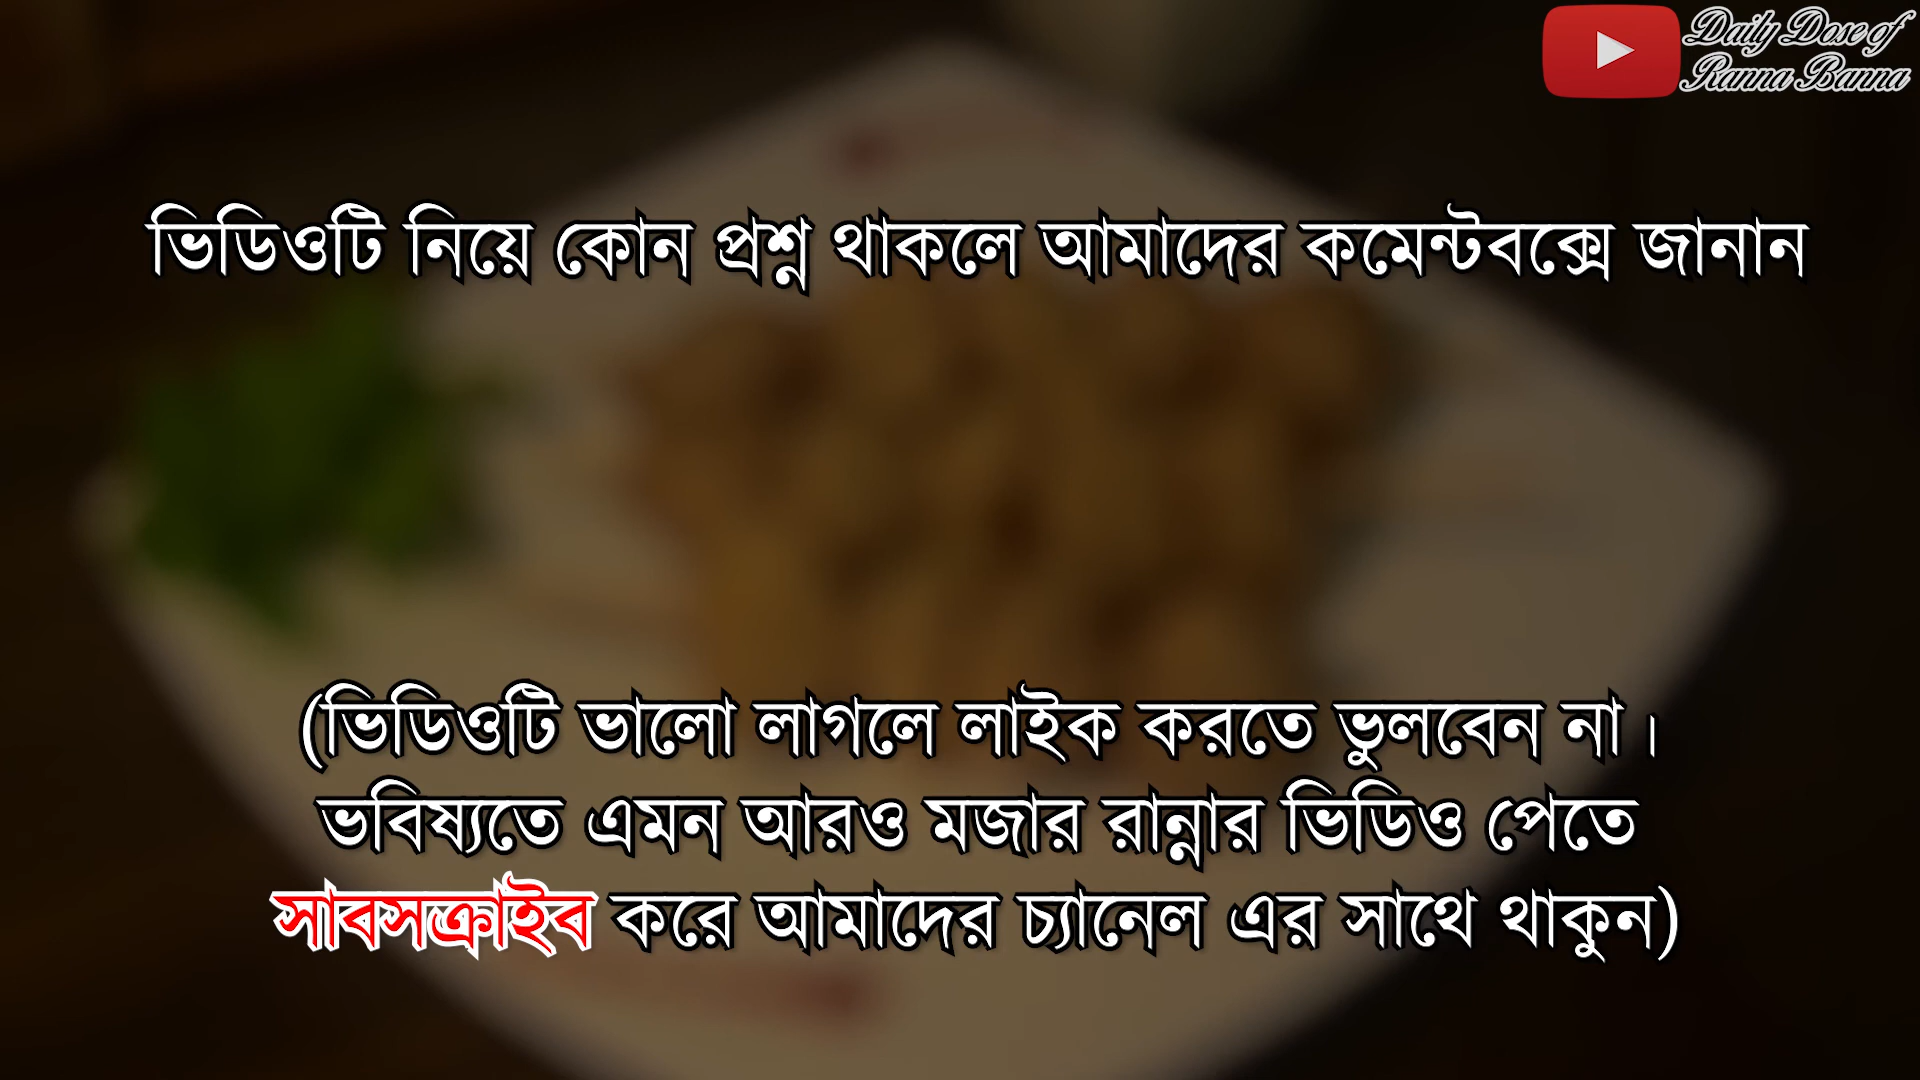 Daily Dose of
Ranna Banna
ভিডিওটি নিয়ে কোন প্রশ্ন থাকলে আমাদের কমেন্টবক্সে জানান
(ভিডিওটি ভালো লাগলে লাইক করতে ভুলবেন না।
ভবিষ্যতে এমন আরও মজার রান্নার ভিডিও পেতে
সাবসক্রাইব করে আমাদের চ্যানেল এর সাথে থাকুন)